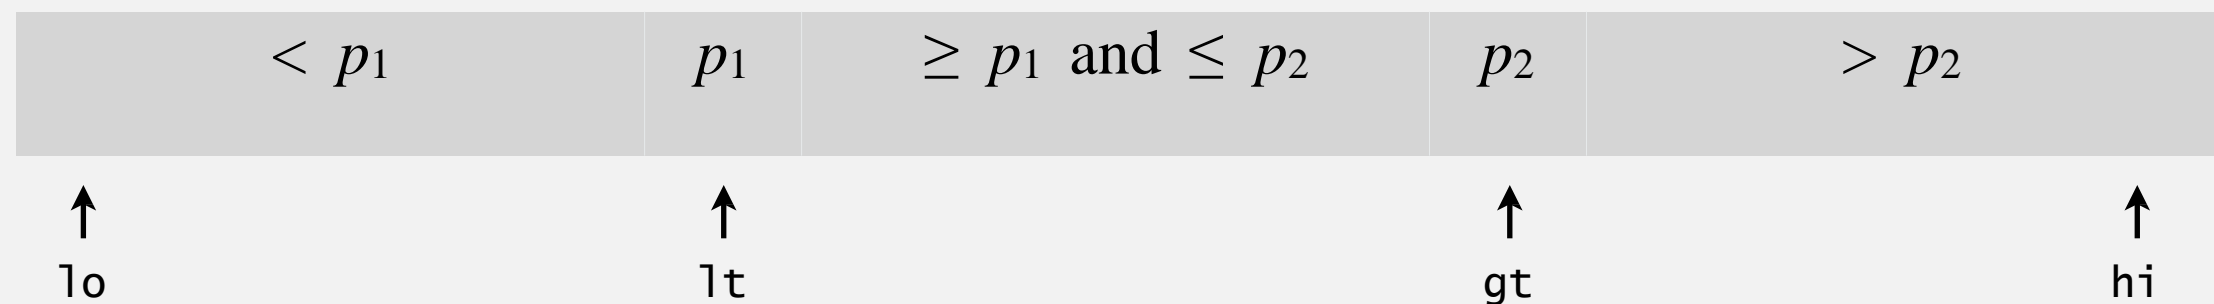 < p1 p1 ≥ p1 and ≤ p2 p2 > p2
lo lt gt hi